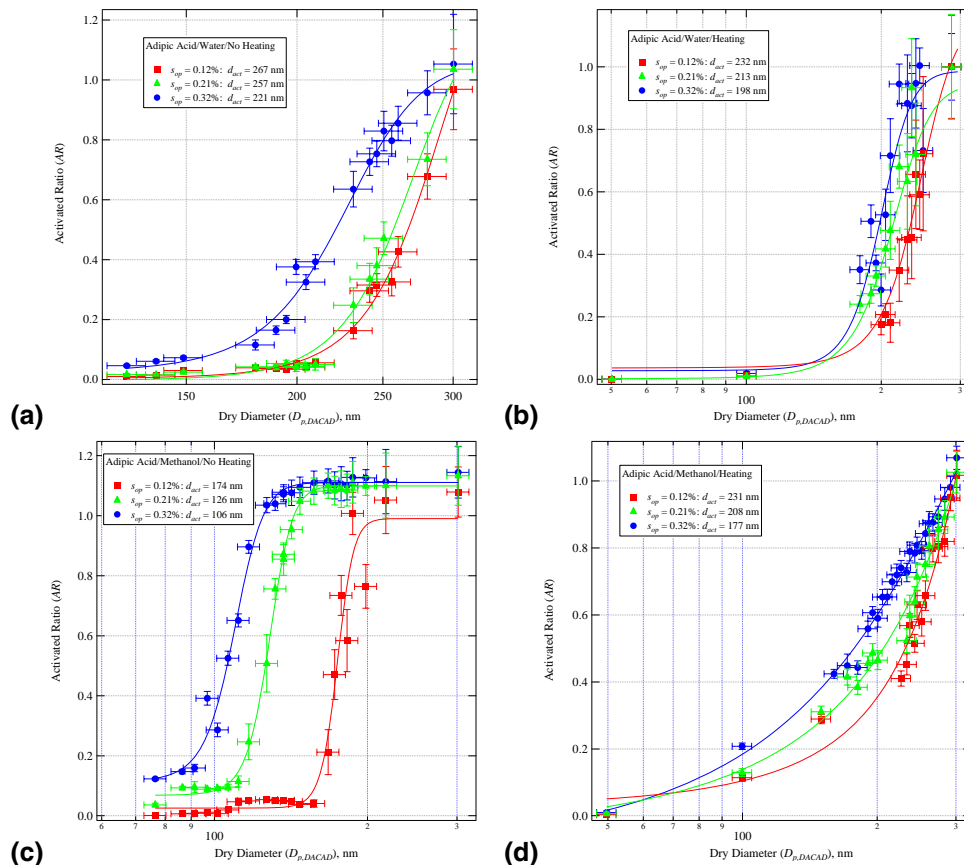 1.2
1.0
0.8
0.6
0.4
0.2
0.0
Activated Ratio (AR)
Adipic Acid/Water/No Heating
s_op = 0.12%: d_act = 267 nm
s_op = 0.21%: d_act = 257 nm
s_op = 0.32%: d_act = 221 nm
150 200 250 300
Dry Diameter (D_p,DACAD), nm
(a)
1.2
1.0
0.8
0.6
0.4
0.2
0.0
Activated Ratio (AR)
Adipic Acid/Water/Heating
s_op = 0.12%: d_act = 232 nm
s_op = 0.21%: d_act = 213 nm
s_op = 0.32%: d_act = 198 nm
5 6 7 8 9 100 2 3
Dry Diameter (D_p,DACAD), nm
(b)
1.2
1.0
0.8
0.6
0.4
0.2
0.0
Activated Ratio (AR)
Adipic Acid/Methanol/No Heating
s_op = 0.12%: d_act = 174 nm
s_op = 0.21%: d_act = 126 nm
s_op = 0.32%: d_act = 106 nm
6 7 8 9 100 2 3
Dry Diameter (D_p,DACAD), nm
(c)
1.2
1.0
0.8
0.6
0.4
0.2
0.0
Activated Ratio (AR)
Adipic Acid/Methanol/Heating
s_op = 0.12%: d_act = 231 nm
s_op = 0.21%: d_act = 208 nm
s_op = 0.32%: d_act = 177 nm
5 6 7 8 9 100 2 3
Dry Diameter (D_p,DACAD), nm
(d)